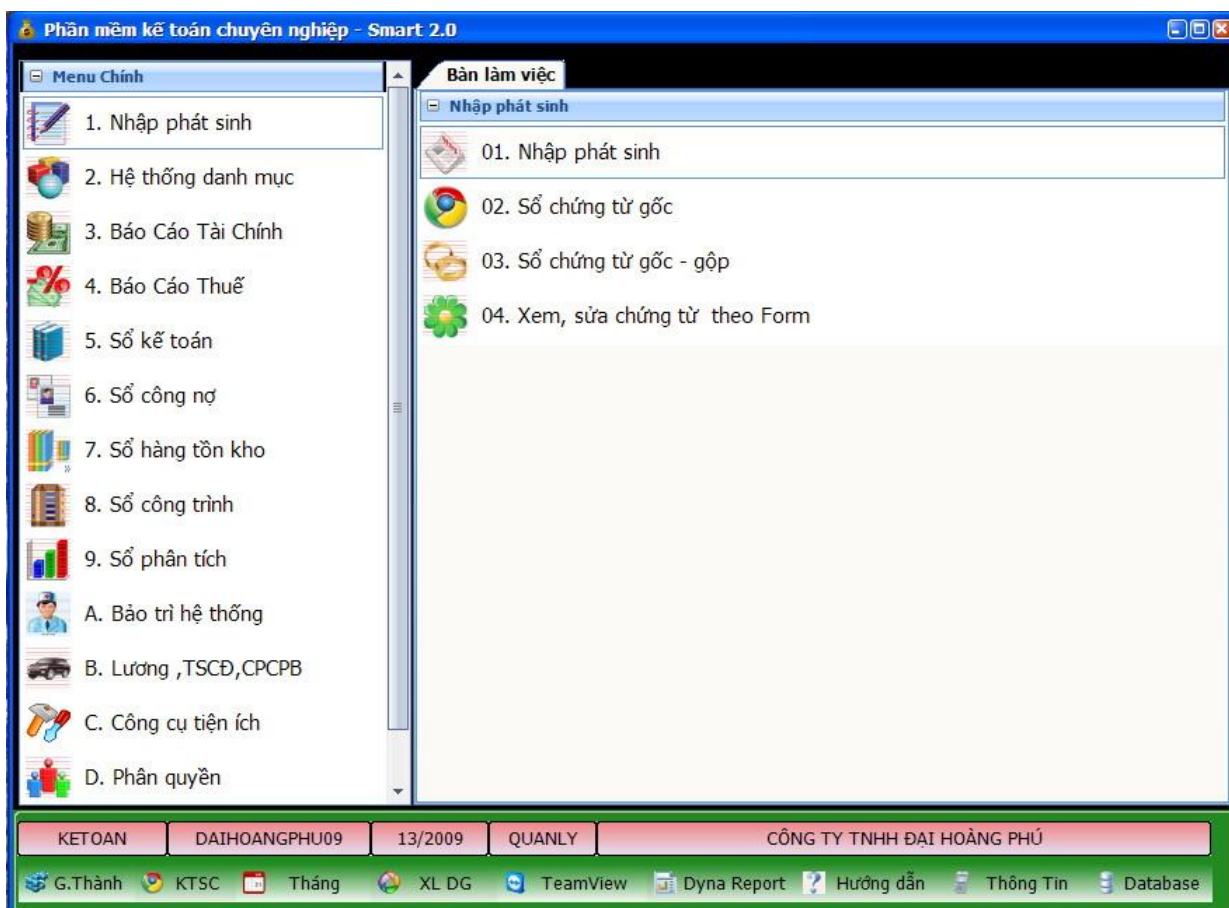 Phần mềm kế toán chuyên nghiệp - Smart 2.0
Menu Chính
1. Nhập phát sinh
2. Hệ thống danh mục
3. Báo Cáo Tài Chính
4. Báo Cáo Thuế
5. Sổ kế toán
6. Sổ công nợ
7. Sổ hàng tồn kho
8. Sổ công trình
9. Sổ phân tích
A. Bảo trì hệ thống
B. Lương ,TSCĐ,CPCPB
C. Công cụ tiện ích
D. Phân quyền
Bàn làm việc
Nhập phát sinh
01. Nhập phát sinh
02. Sổ chứng từ gốc
03. Sổ chứng từ gốc - gộp
04. Xem, sửa chứng từ theo Form
KETOAN DAIHOANGPHU09 13/2009 QUANLY CÔNG TY TNHH ĐẠI HOÀNG PHÚ
G.Thành KTSC Tháng XL DG TeamView Dyna Report Hướng dẫn Thông Tin Database